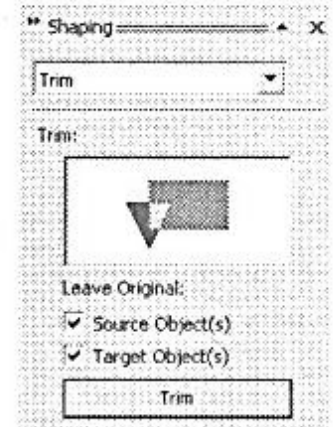 Shaping
Trim
Trim:
Leave Original:
Source Object(s)
Target Object(s)
Trim